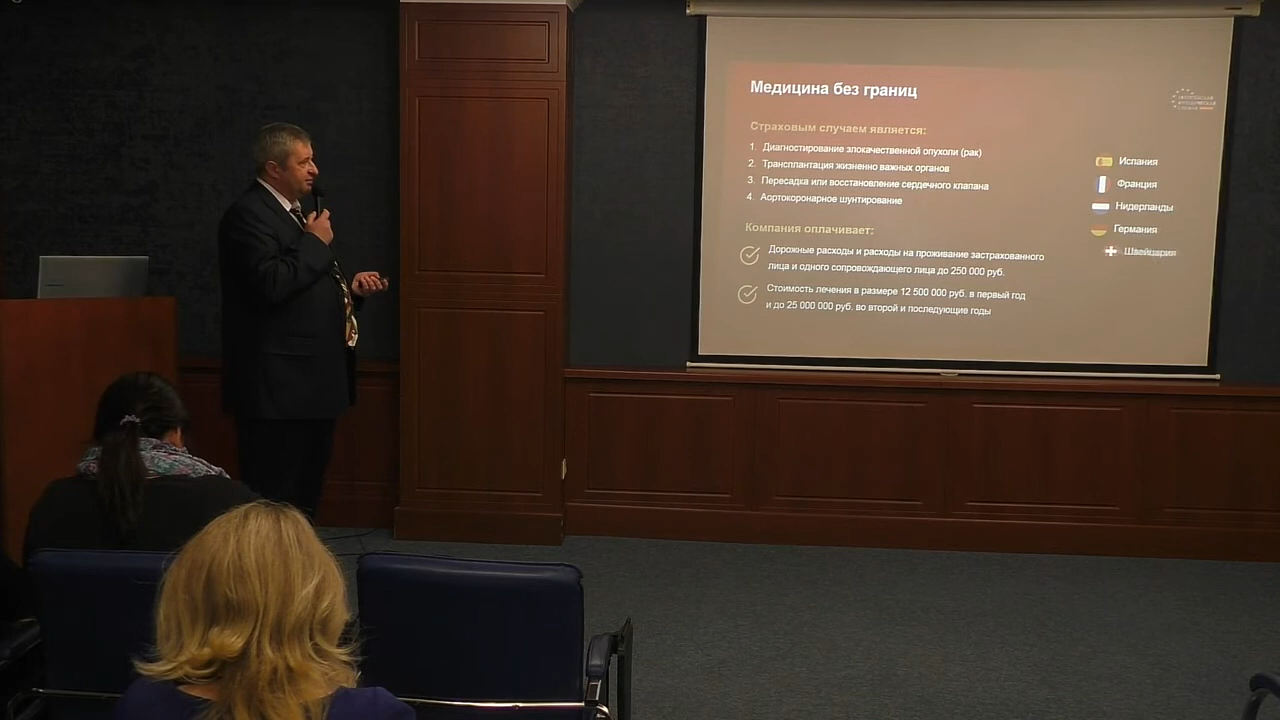 Медицина без границ
Страховым случаем является:
1. Диагностирование злокачественной опухоли (рак)
2. Трансплантация жизненно важных органов
3. Пересадка или восстановление сердечного клапана
4. Аортокоронарное шунтирование
Компания оплачивает:
Дорожные расходы и расходы на проживание застрахованного
лица и одного сопровождающего лица до 250 000 руб.
Стоимость лечения в размере 12 500 000 руб. в первый год
и до 25 000 000 руб. во второй и последующие годы
ЕВРОПЕЙСКАЯ
ЮРИДИЧЕСКАЯ
СЛУЖБА
Испания
Франция
Нидерланды
Германия
Швейцария